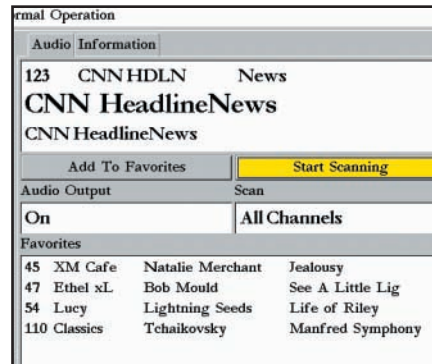 rmal Operation
Audio Information
123 CNN HDLN News
CNN HeadlineNews
CNN HeadlineNews
Add To Favorites Start Scanning
Audio Output Scan
On All Channels
Favorites
45 XM Cafe Natalie Merchant Jealousy
47 Ethel xL Bob Mould See A Little Lig
54 Lucy Lightning Seeds Life of Riley
110 Classics Tchaikovsky Manfred Symphony